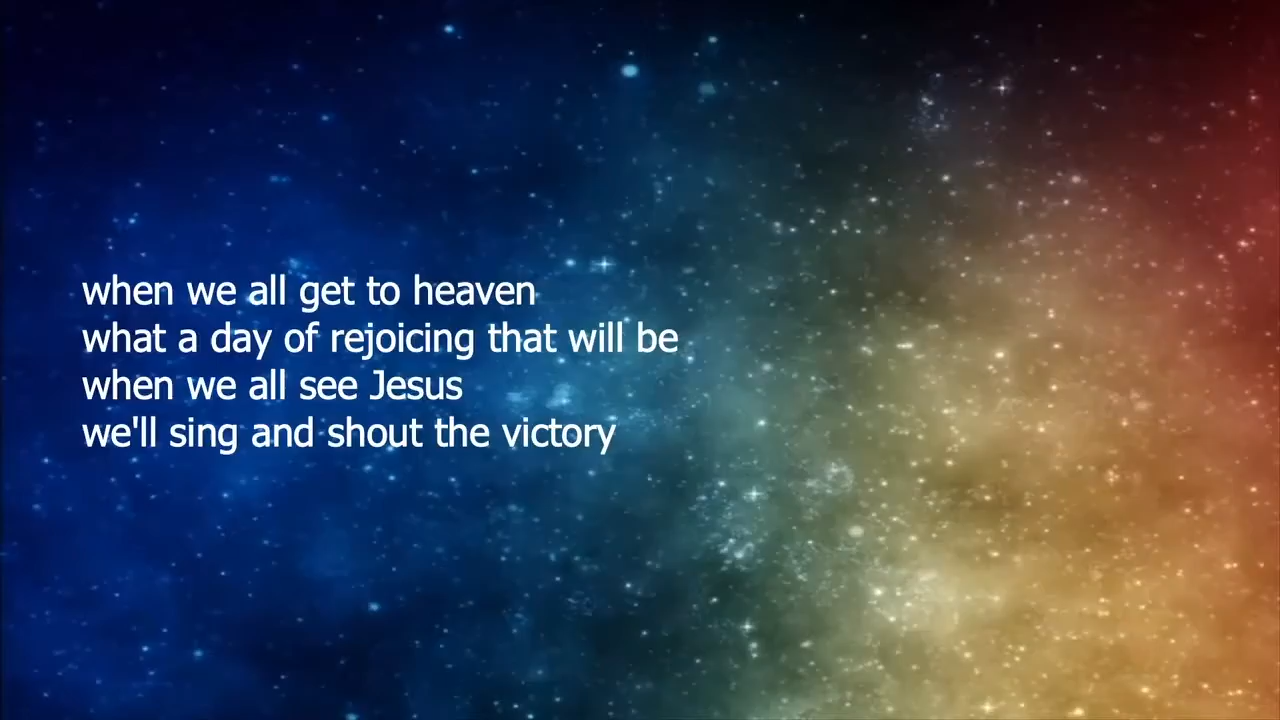 when we all get to heaven
what a day of rejoicing that will be
when we all see Jesus
we'll sing and shout the victory